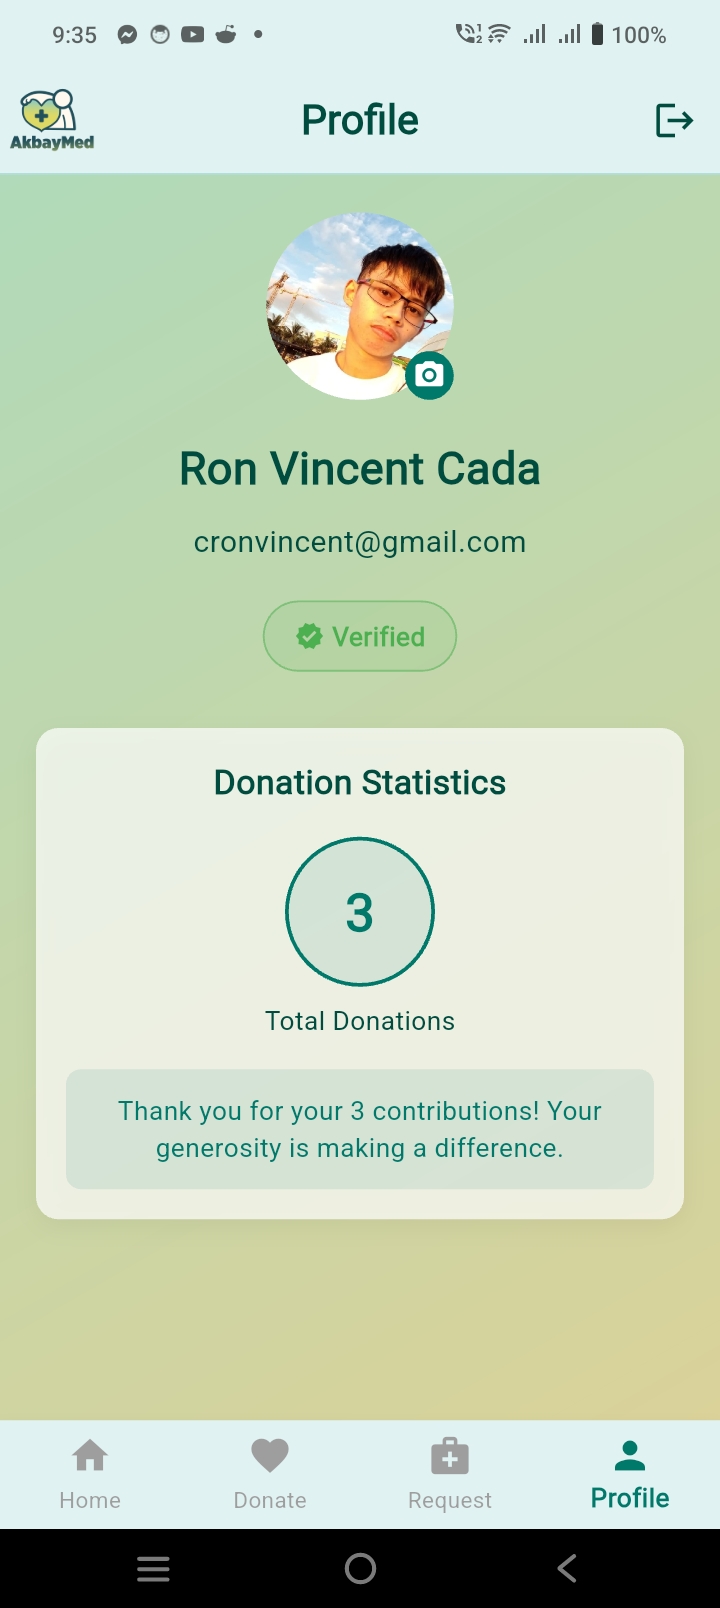 9:35
100%
AkbayMed
Profile
Ron Vincent Cada
cronvincent@gmail.com
Verified
Donation Statistics
3
Total Donations
Thank you for your 3 contributions! Your
generosity is making a difference.
Home
Donate
Request
Profile